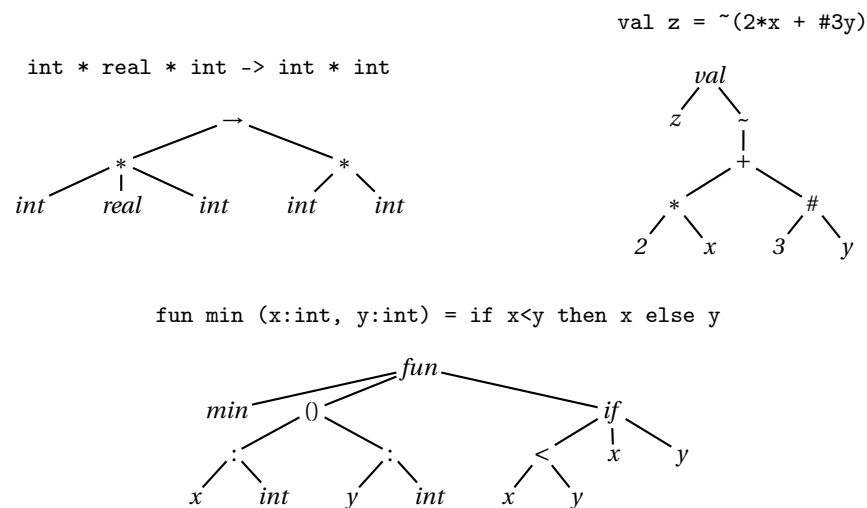 val z = ~(2*x + #3y)
int * real * int -> int * int
val
z ~
+
* #
2 x 3 y
→
* *
int real int int int
fun min (x:int, y:int) = if x<y then x else y
fun
min () if
: : < x y
x int y int x y